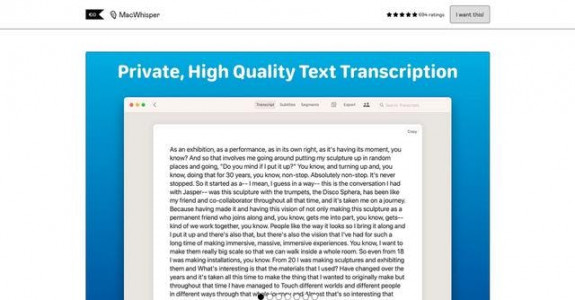 €0 MacWhisper ★★★★★ 694 ratings I want this!
Private, High Quality Text Transcription
Transcript Subtitles Segments Export Search Transcript
Copy
As an exhibition, as a performance, as in its own right, as it's having its moment, you
know? And so that involves me going around putting my sculpture up in random
places and going, "Do you mind if I put it up?" You know, and turning up and, you
know, doing that for 30 years, you know, non-stop. Absolutely non-stop. It's never
stopped. So it started as a-- I mean, I guess in a way-- this is the conversation I had
with Jasper-- was this sculpture with the trumpets, the Disco Sphera, has been like
my friend and co-collaborator throughout all that time, and it's taken me on a journey.
Because having made it and having this vision of not only making this sculpture as a
permanent friend who joins along and, you know, gets me into part, you know, gets--
kind of we work together, you know. People like the way it looks so I bring it along and
I put it up and there's also that, but there's also the vision that I've had for such a
long time of making immersive, massive, immersive experiences. You know, I want to
make them really big scale so that we can walk inside a whole room. So even from 18
I was making installations, you know. From 20 I was making sculptures and exhibiting
them and What's interesting is that the materials that I used? Have changed over the
years and it's taken all this time to make the thing that I wanted to originally make but
throughout that time I have managed to Touch different worlds and different people
in different ways through that whole Almost that's so interesting that